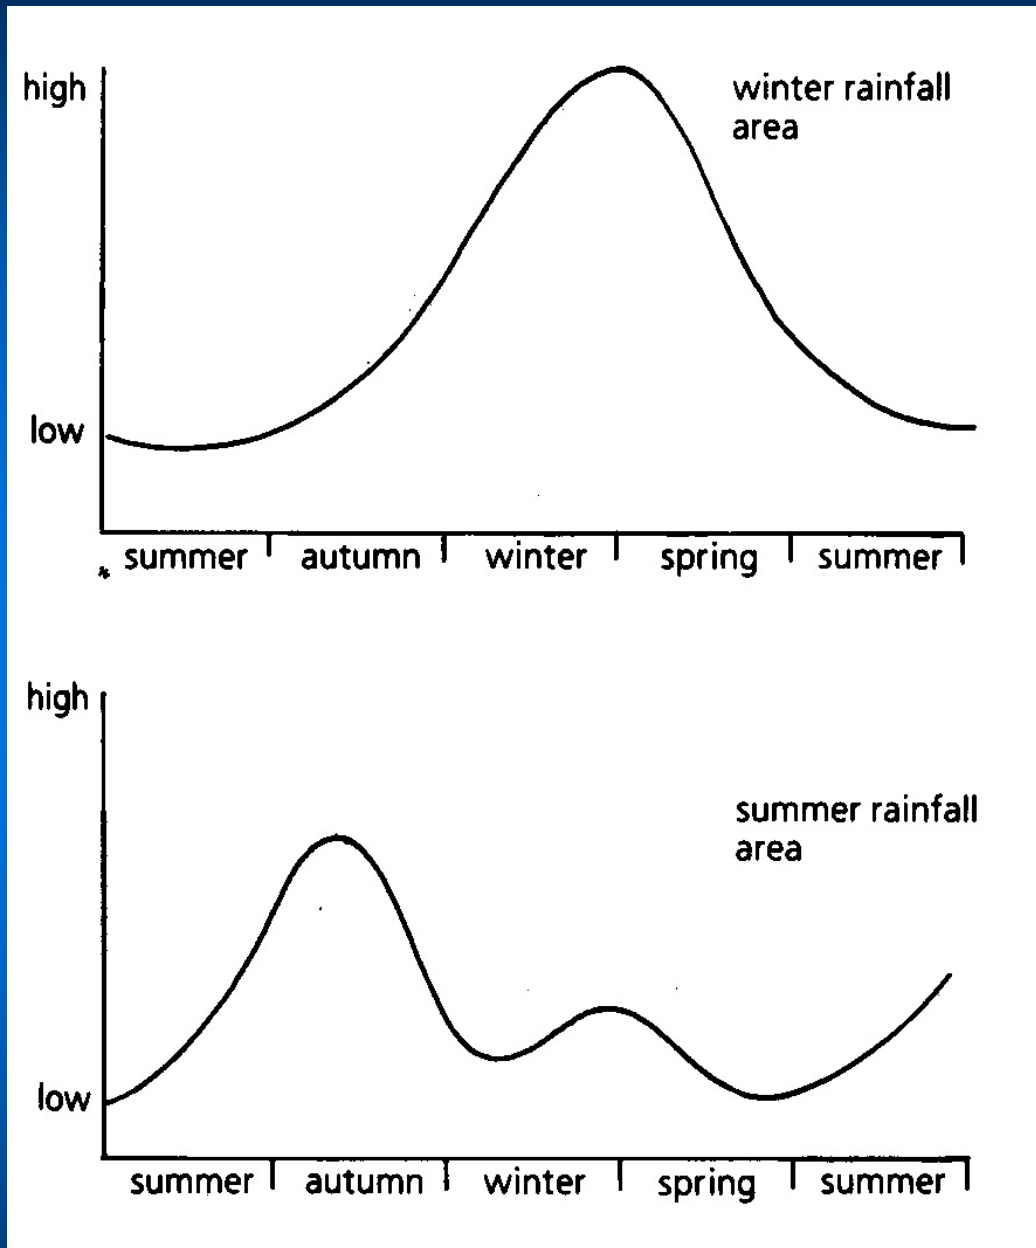 high
winter rainfall
area
low
* summer autumn winter spring summer
high
summer rainfall
area
low
summer autumn winter spring summer